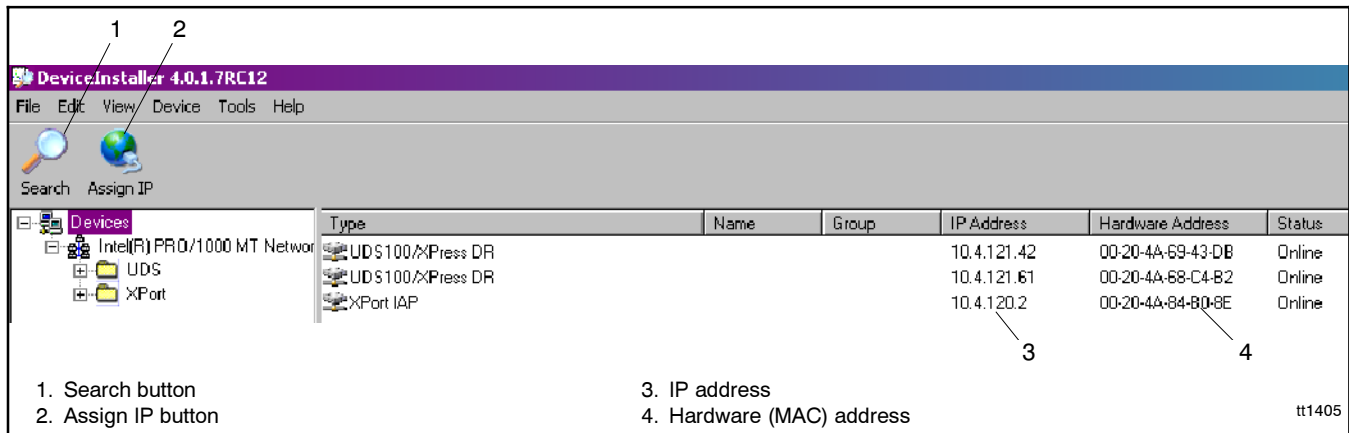 1 2
DeviceInstaller 4.0.1.7RC12
File Edit View Device Tools Help
Search Assign IP
Devices
Intel(R) PRO/1000 MT Networ
UDS
XPort
Type Name Group IP Address Hardware Address Status
UDS100/XPress DR 10.4.121.42 00-20-4A-69-43-DB Online
UDS100/XPress DR 10.4.121.61 00-20-4A-68-C4-B2 Online
XPort IAP 10.4.120.2 00-20-4A-84-B0-8E Online
3 4
1. Search button
2. Assign IP button
3. IP address
4. Hardware (MAC) address
tt1405